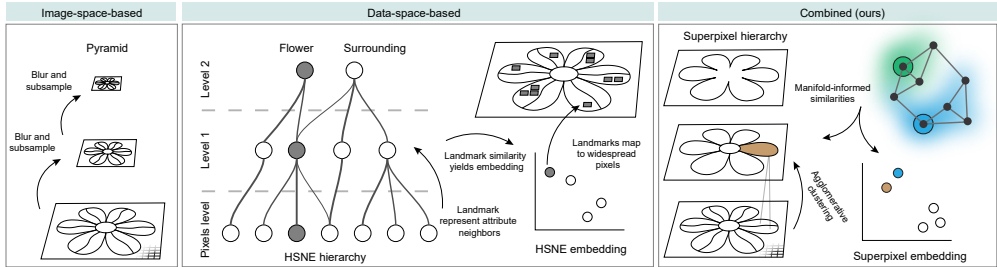 Image-space-based
Data-space-based
Combined (ours)
Pyramid
Blur and
subsample
Blur and
subsample
Level 2
Level 1
Pixels level
Flower
Surrounding
HSNE hierarchy
Landmark similarity
yields embedding
Landmark
represent attribute
neighbors
Landmarks map
to widespread
pixels
HSNE embedding
Superpixel hierarchy
Manifold-informed
similarities
Agglomerative
clustering
Superpixel embedding